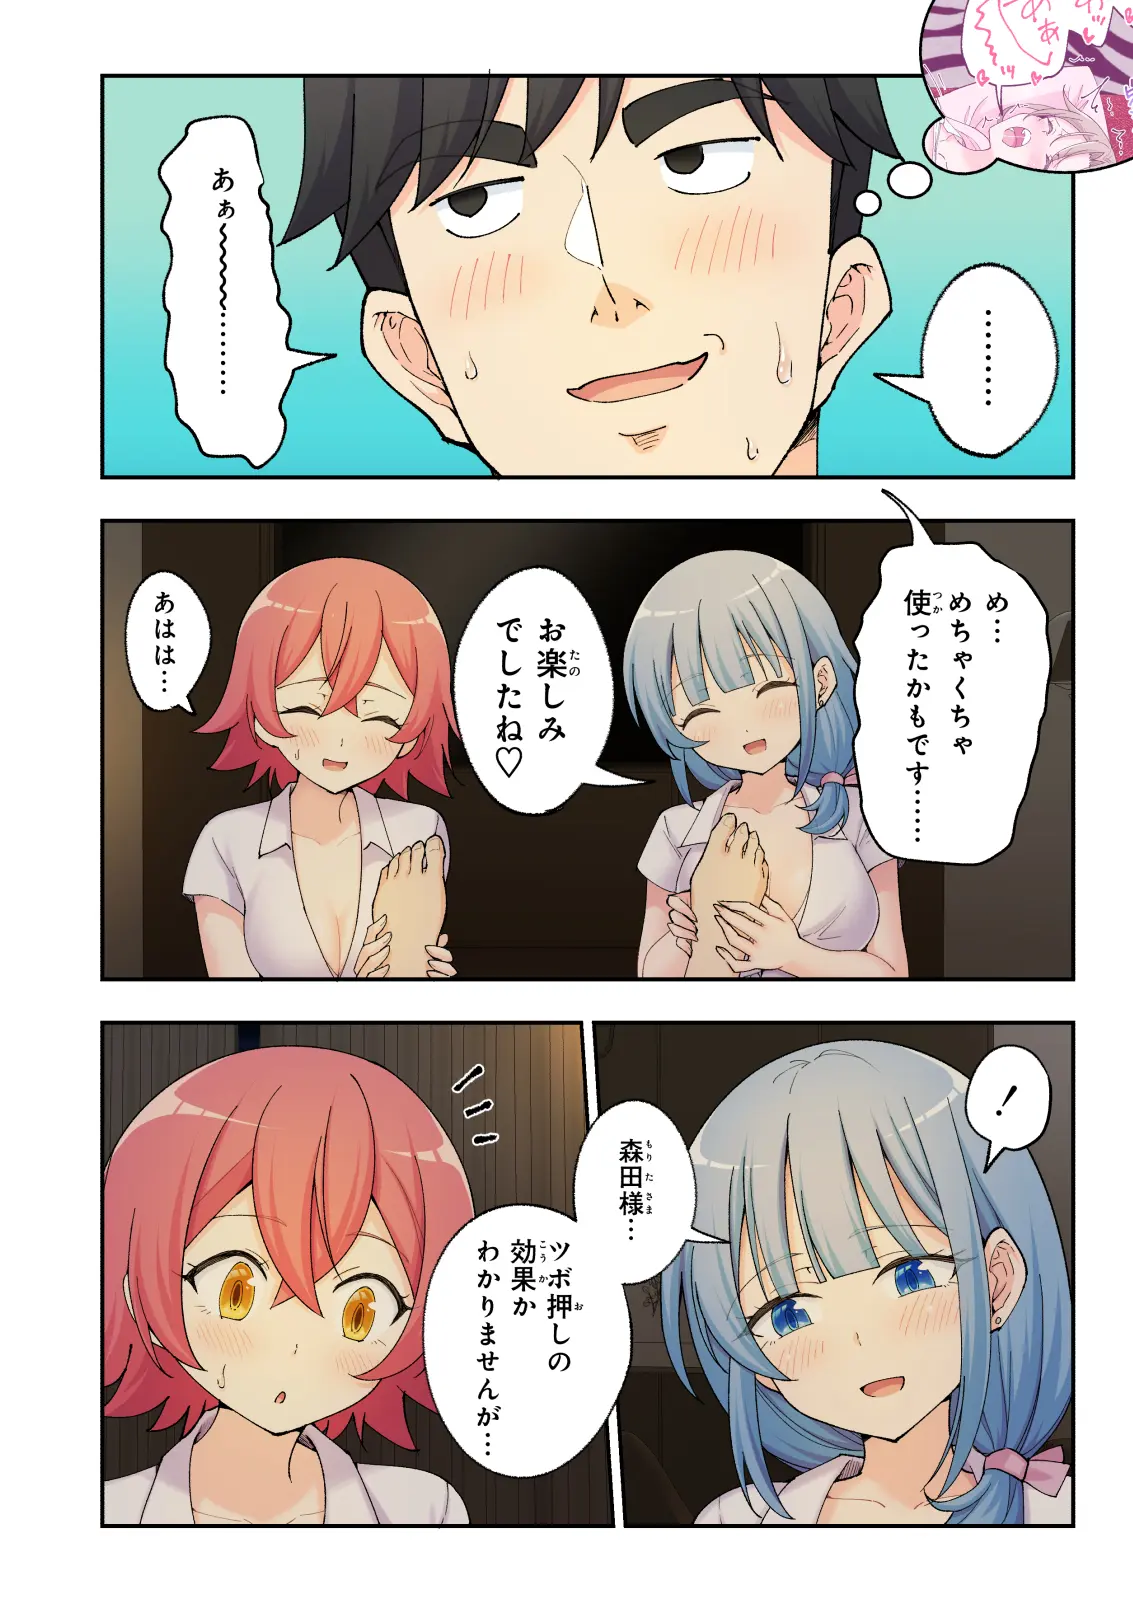 ………
あぁ～～～～………
め…
めちゃくちゃ
使ったかもです……
お楽しみ
でしたね♡
あはは…
！
森田様…
ツボ押しの
効果か
わかりませんが…